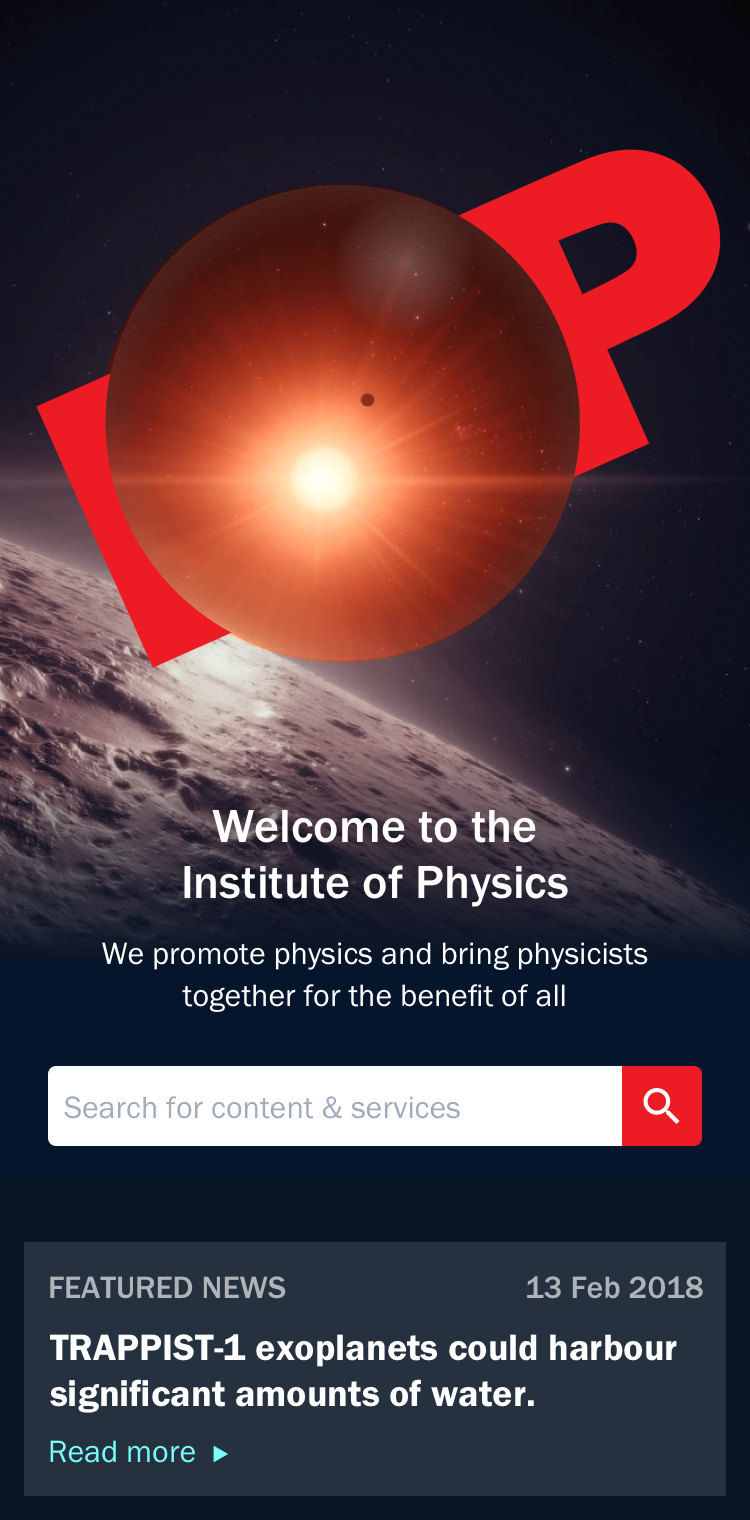 IOP
Welcome to the
Institute of Physics
We promote physics and bring physicists
together for the benefit of all
Search for content & services
FEATURED NEWS
13 Feb 2018
TRAPPIST-1 exoplanets could harbour
significant amounts of water.
Read more